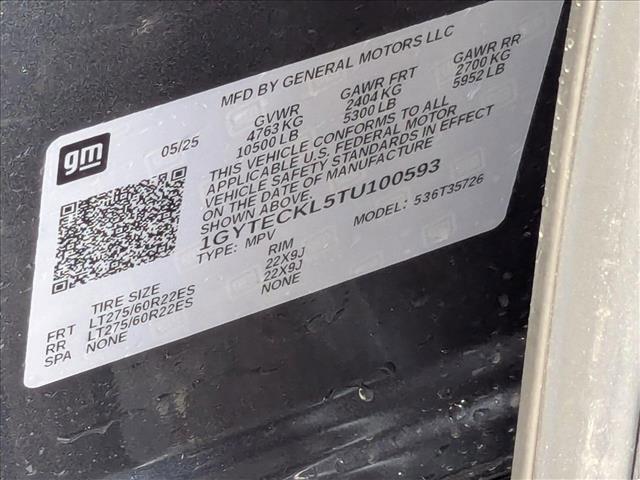 MFD BY GENERAL MOTORS LLC
gm
05/25
GVWR GAWR FRT GAWR RR
4763 KG 2404 KG 2700 KG
10500 LB 5300 LB 5952 LB
THIS VEHICLE CONFORMS TO ALL
APPLICABLE U.S. FEDERAL MOTOR
VEHICLE SAFETY STANDARDS IN EFFECT
ON THE DATE OF MANUFACTURE
SHOWN ABOVE.
1GYTECKL5TU100593
TYPE: MPV MODEL: 536T35726
TIRE SIZE RIM
FRT LT275/60R22ES 22X9J
RR LT275/60R22ES 22X9J
SPA NONE NONE